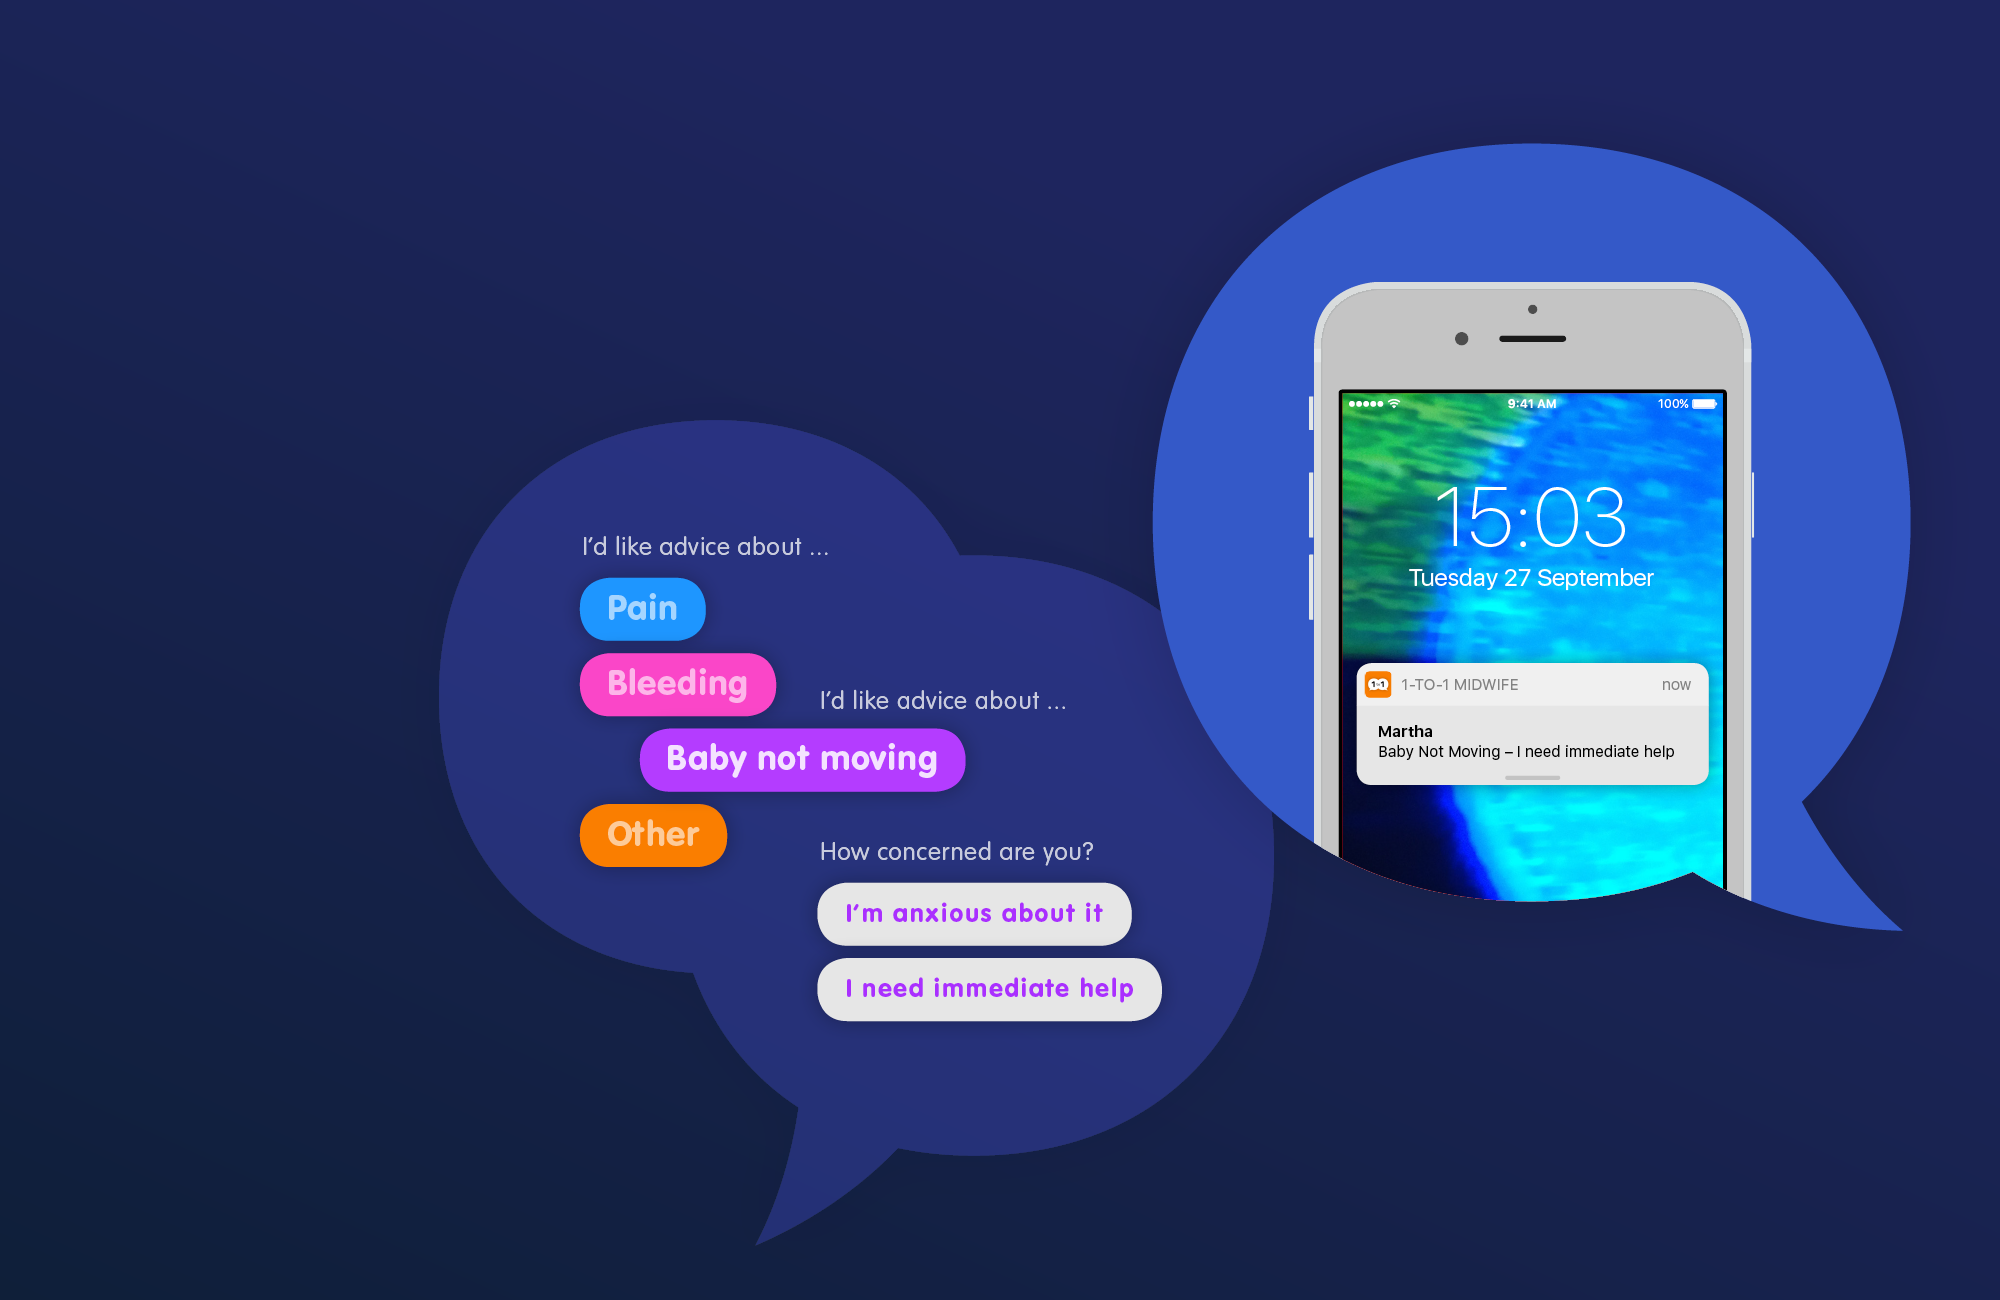 I'd like advice about ...
Pain
Bleeding
I'd like advice about ...
Baby not moving
Other
How concerned are you?
I'm anxious about it
I need immediate help
9:41 AM
100%
15:03
Tuesday 27 September
1-TO-1 MIDWIFE
now
Martha
Baby Not Moving – I need immediate help